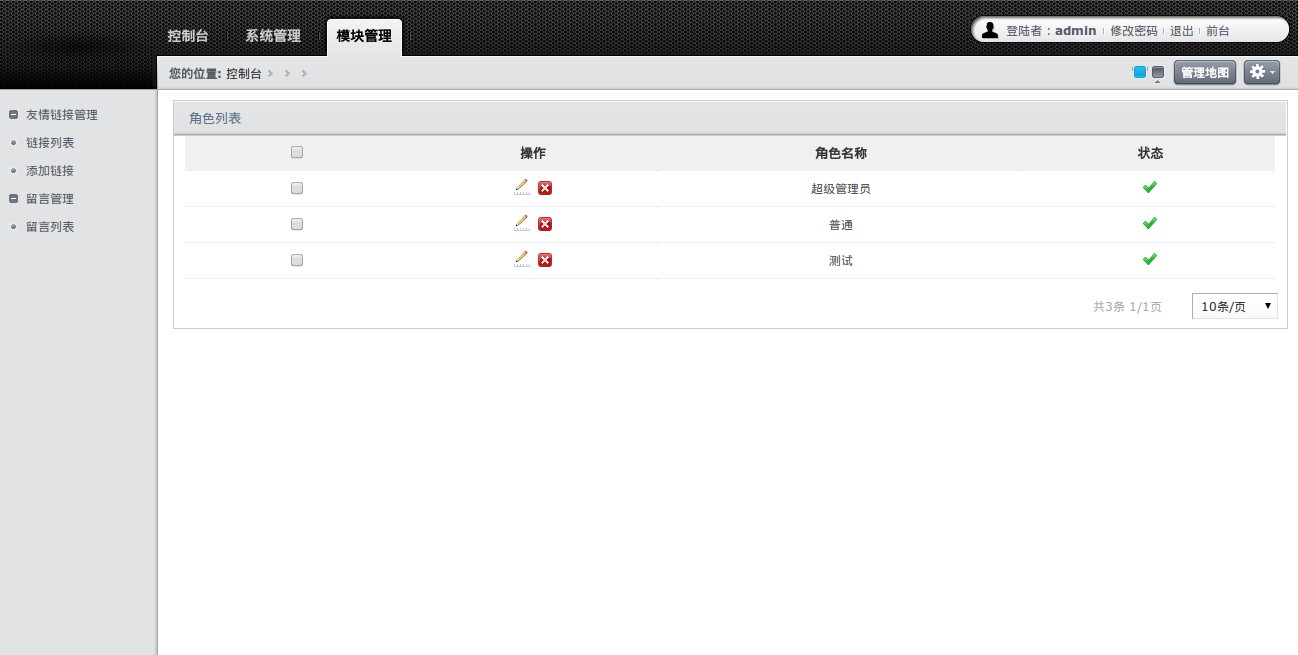 控制台 系统管理 模块管理
登陆者：admin 修改密码 退出 前台
您的位置: 控制台
管理地图
友情链接管理
链接列表
添加链接
留言管理
留言列表
角色列表
操作 角色名称 状态
超级管理员
普通
测试
共3条 1/1页 10条/页